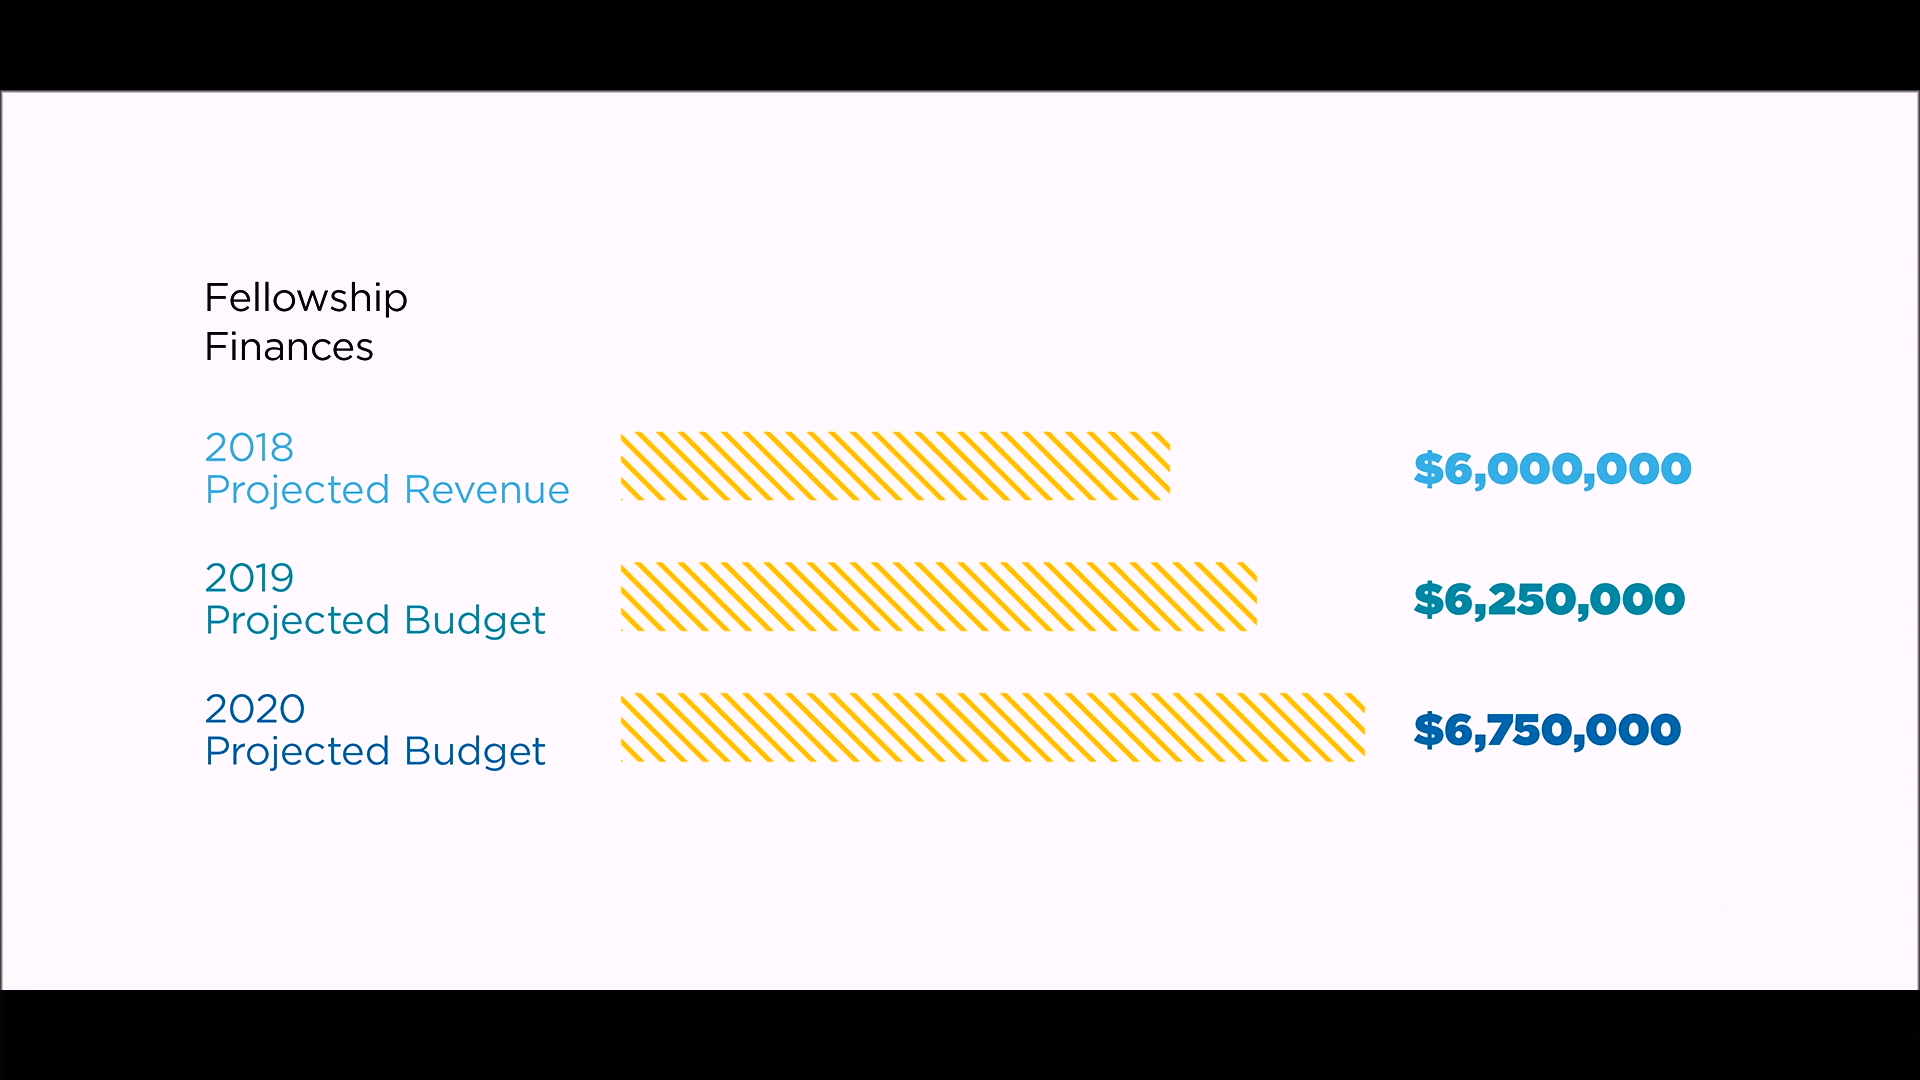 Fellowship
Finances
2018
Projected Revenue
$6,000,000
2019
Projected Budget
$6,250,000
2020
Projected Budget
$6,750,000